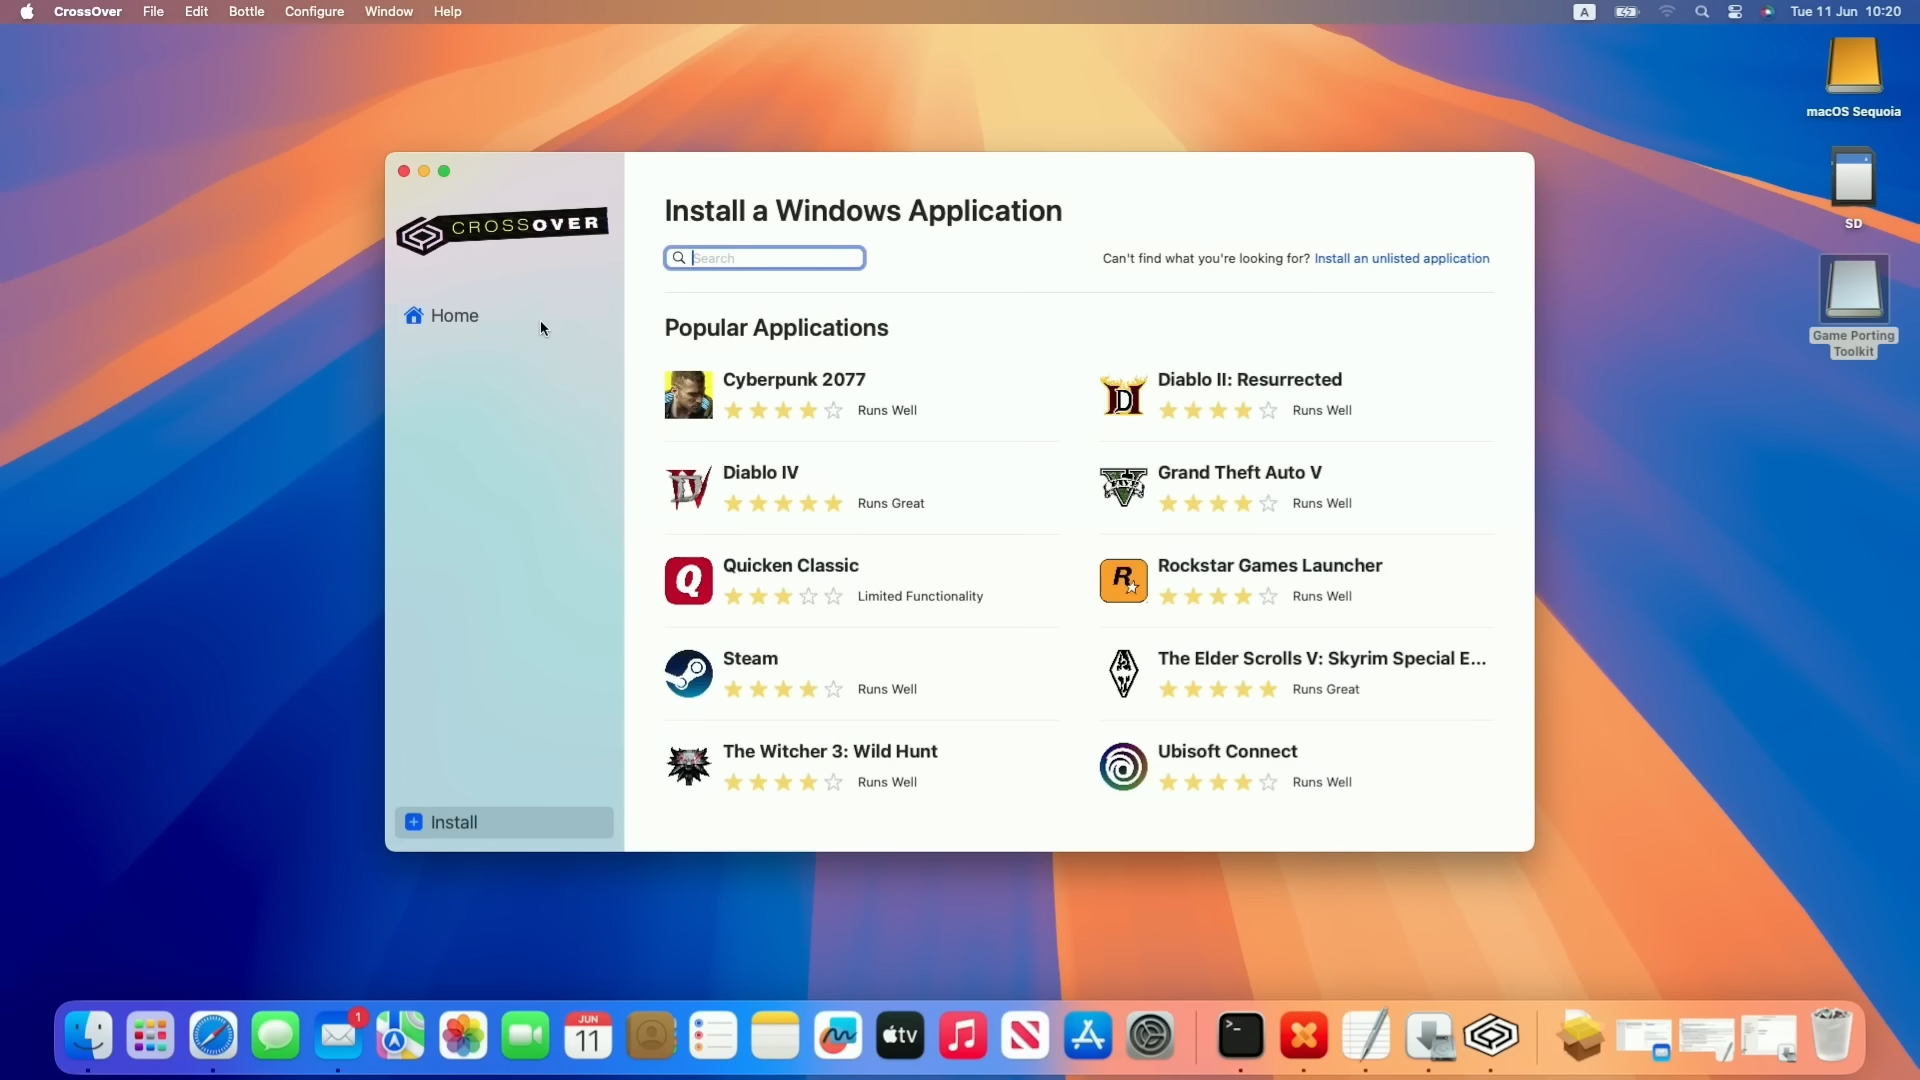 CrossOver File Edit Bottle Configure Window Help A Tue 11 Jun 10:20
macOS Sequoia
SD
Game Porting
Toolkit
CROSSOVER
Home
Install
Install a Windows Application
Search
Can't find what you're looking for? Install an unlisted application
Popular Applications
Cyberpunk 2077
Runs Well
Diablo II: Resurrected
Runs Well
Diablo IV
Runs Great
Grand Theft Auto V
Runs Well
Quicken Classic
Limited Functionality
Rockstar Games Launcher
Runs Well
Steam
Runs Well
The Elder Scrolls V: Skyrim Special E...
Runs Great
The Witcher 3: Wild Hunt
Runs Well
Ubisoft Connect
Runs Well
1
JUN
11
tv